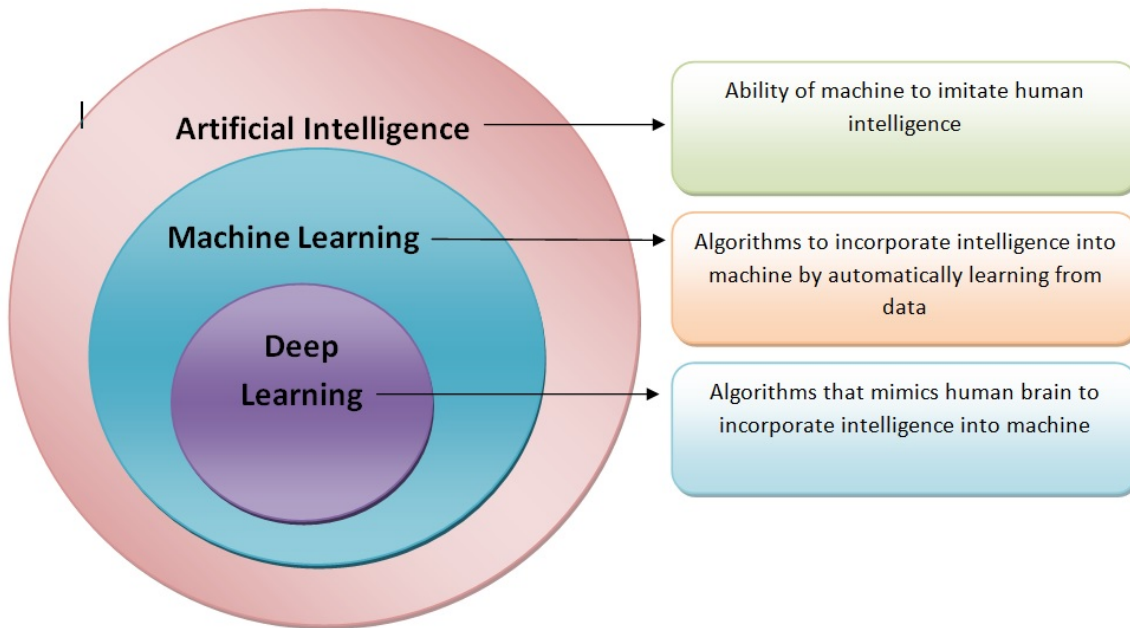 Artificial Intelligence
Ability of machine to imitate human
intelligence
Machine Learning
Algorithms to incorporate intelligence into
machine by automatically learning from
data
Deep
Learning
Algorithms that mimics human brain to
incorporate intelligence into machine